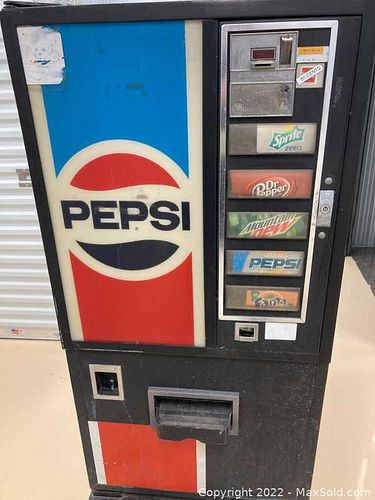 Sprite
zero
Dr Pepper
Mountain
DEW
PEPSI
PEPSI
Fanta
Copyright © 2022 - MaxSold.com